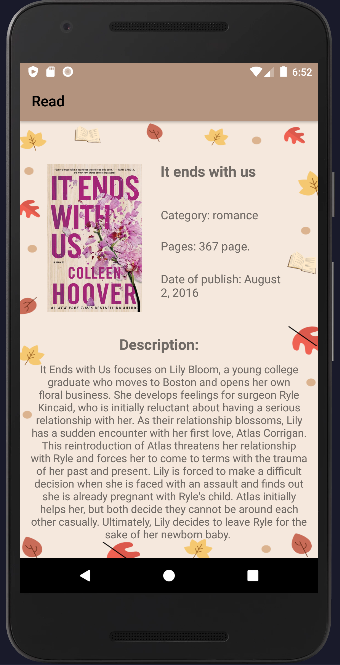 6:52
Read
IT ENDS
WITH
US
COLLEEN
HOOVER
It ends with us
Category: romance
Pages: 367 page.
Date of publish: August
2, 2016
Description:
It Ends with Us focuses on Lily Bloom, a young college
graduate who moves to Boston and opens her own
floral business. She develops feelings for surgeon Ryle
Kincaid, who is initially reluctant about having a serious
relationship with her. As their relationship blossoms, Lily
has a sudden encounter with her first love, Atlas Corrigan.
This reintroduction of Atlas threatens her relationship
with Ryle and forces her to come to terms with the trauma
of her past and present. Lily is forced to make a difficult
decision when she is faced with an assault and finds out
she is already pregnant with Ryle's child. Atlas initially
helps her, but both decide they cannot be around each
other casually. Ultimately, Lily decides to leave Ryle for the
sake of her newborn baby.